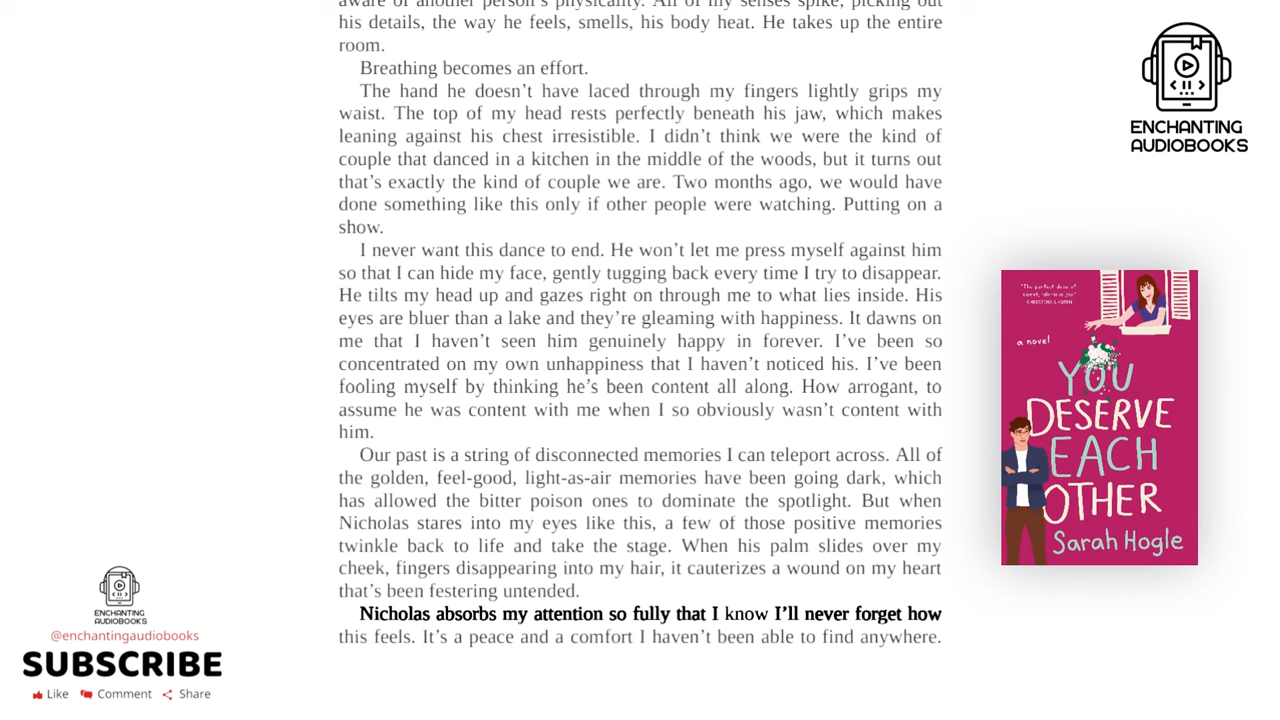 aware of another person's physicality. All of my senses spike, picking out
his details, the way he feels, smells, his body heat. He takes up the entire
room.
Breathing becomes an effort.
The hand he doesn’t have laced through my fingers lightly grips my
waist. The top of my head rests perfectly beneath his jaw, which makes
leaning against his chest irresistible. I didn’t think we were the kind of
couple that danced in a kitchen in the middle of the woods, but it turns out
that’s exactly the kind of couple we are. Two months ago, we would have
done something like this only if other people were watching. Putting on a
show.
I never want this dance to end. He won’t let me press myself against him
so that I can hide my face, gently tugging back every time I try to disappear.
He tilts my head up and gazes right on through me to what lies inside. His
eyes are bluer than a lake and they’re gleaming with happiness. It dawns on
me that I haven’t seen him genuinely happy in forever. I’ve been so
concentrated on my own unhappiness that I haven’t noticed his. I’ve been
fooling myself by thinking he’s been content all along. How arrogant, to
assume he was content with me when I so obviously wasn’t content with
him.
Our past is a string of disconnected memories I can teleport across. All of
the golden, feel-good, light-as-air memories have been going dark, which
has allowed the bitter poison ones to dominate the spotlight. But when
Nicholas stares into my eyes like this, a few of those positive memories
twinkle back to life and take the stage. When his palm slides over my
cheek, fingers disappearing into my hair, it cauterizes a wound on my heart
that’s been festering untended.
Nicholas absorbs my attention so fully that I know I’ll never forget how
this feels. It’s a peace and a comfort I haven’t been able to find anywhere.
ENCHANTING
AUDIOBOOKS
a novel
YOU
DESERVE
EACH
OTHER
Sarah Hogle
ENCHANTING
AUDIOBOOKS
@enchantingaudiobooks
SUBSCRIBE
Like Comment Share